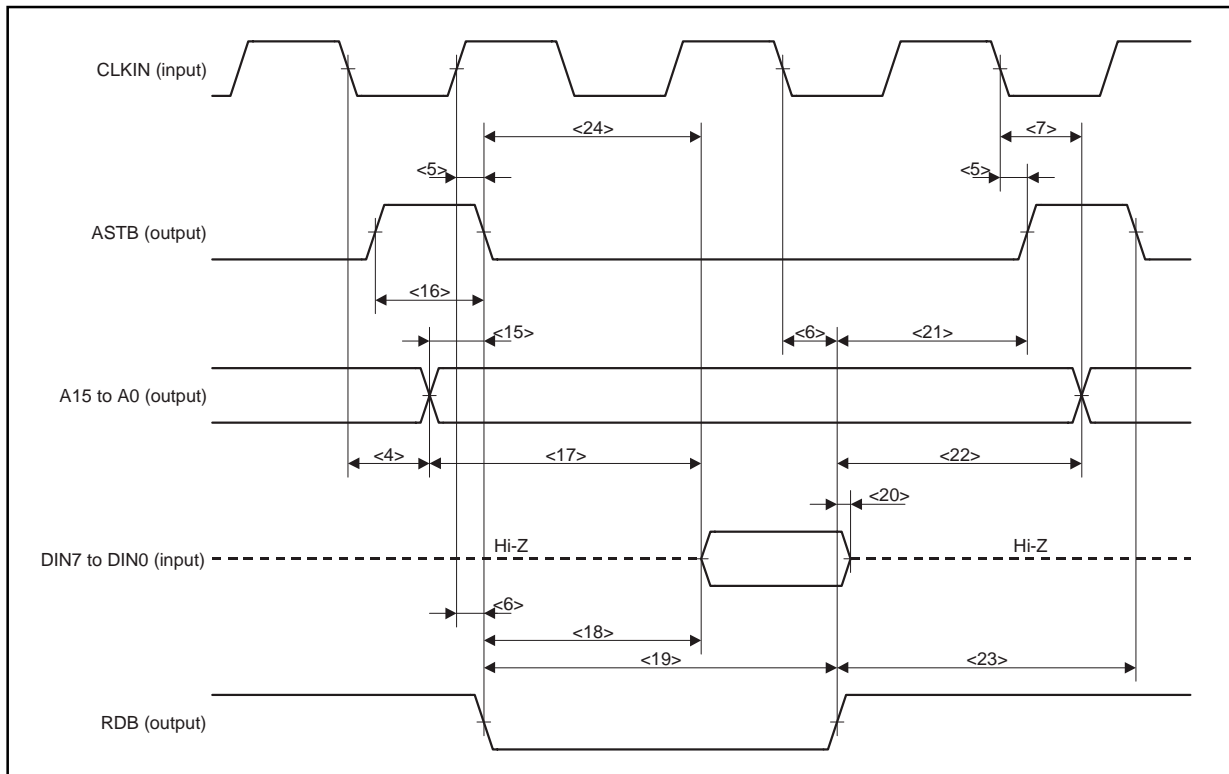 CLKIN (input)
<24>
<7>
<5>
<5>
ASTB (output)
<16>
<15>
<6>
<21>
A15 to A0 (output)
<4>
<17>
<22>
<20>
Hi-Z
Hi-Z
DIN7 to DIN0 (input)
<6>
<18>
<19>
<23>
RDB (output)